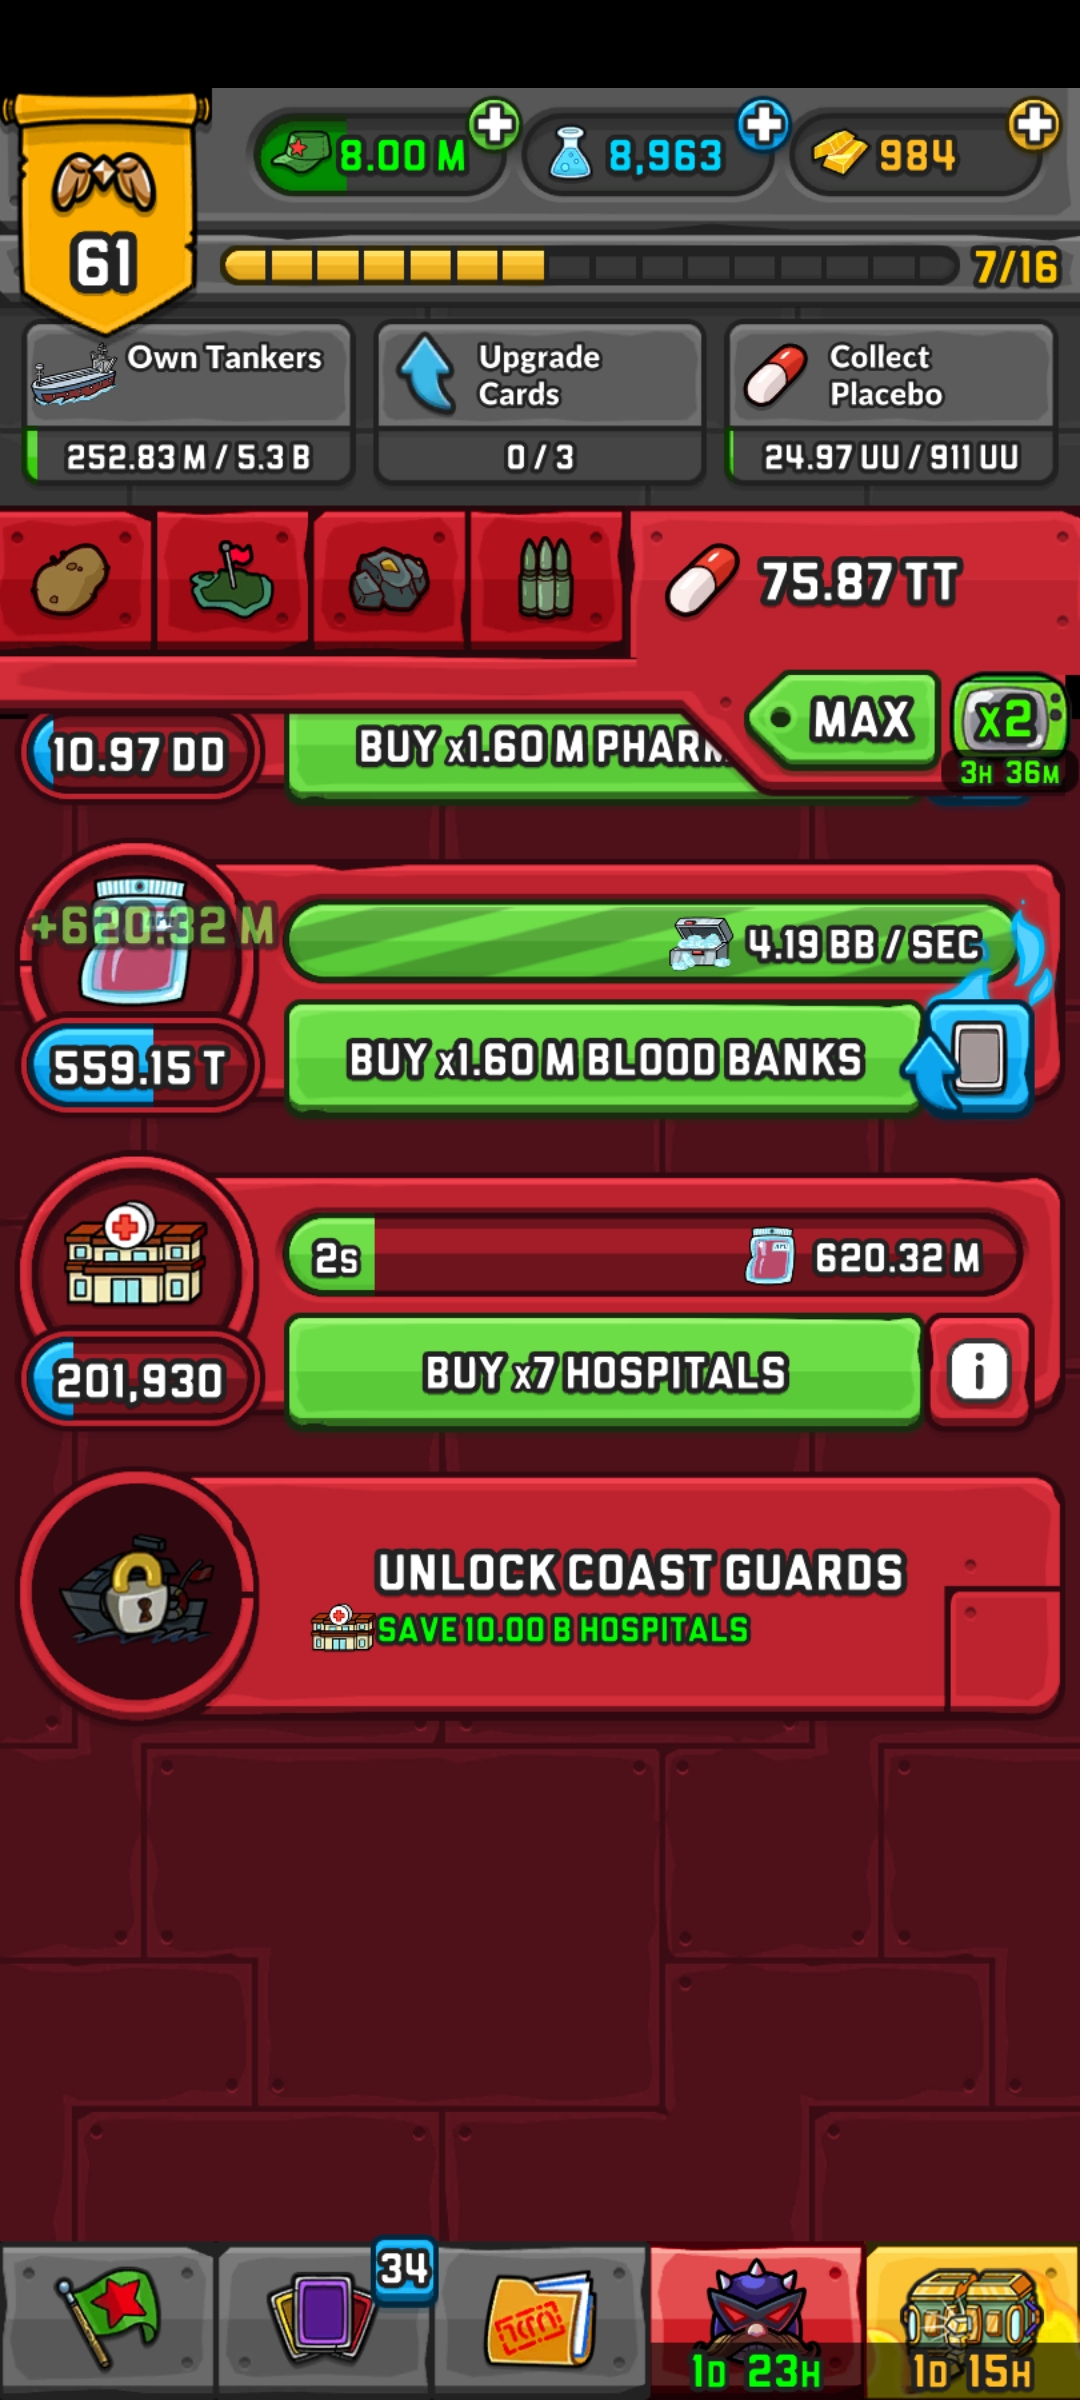 8.00 M
8,963
984
61
7/16
Own Tankers
252.83 M / 5.3 B
Upgrade
Cards
0 / 3
Collect
Placebo
24.97 UU / 911 UU
75.87 TT
MAX
x2
3H 36M
10.97 DD
BUY x1.60 M PHARM
+620.32 M
4.19 BB / SEC
559.15 T
BUY x1.60 M BLOOD BANKS
2s
620.32 M
201,930
BUY x7 HOSPITALS
i
UNLOCK COAST GUARDS
SAVE 10.00 B HOSPITALS
34
1D 23H
1D 15H